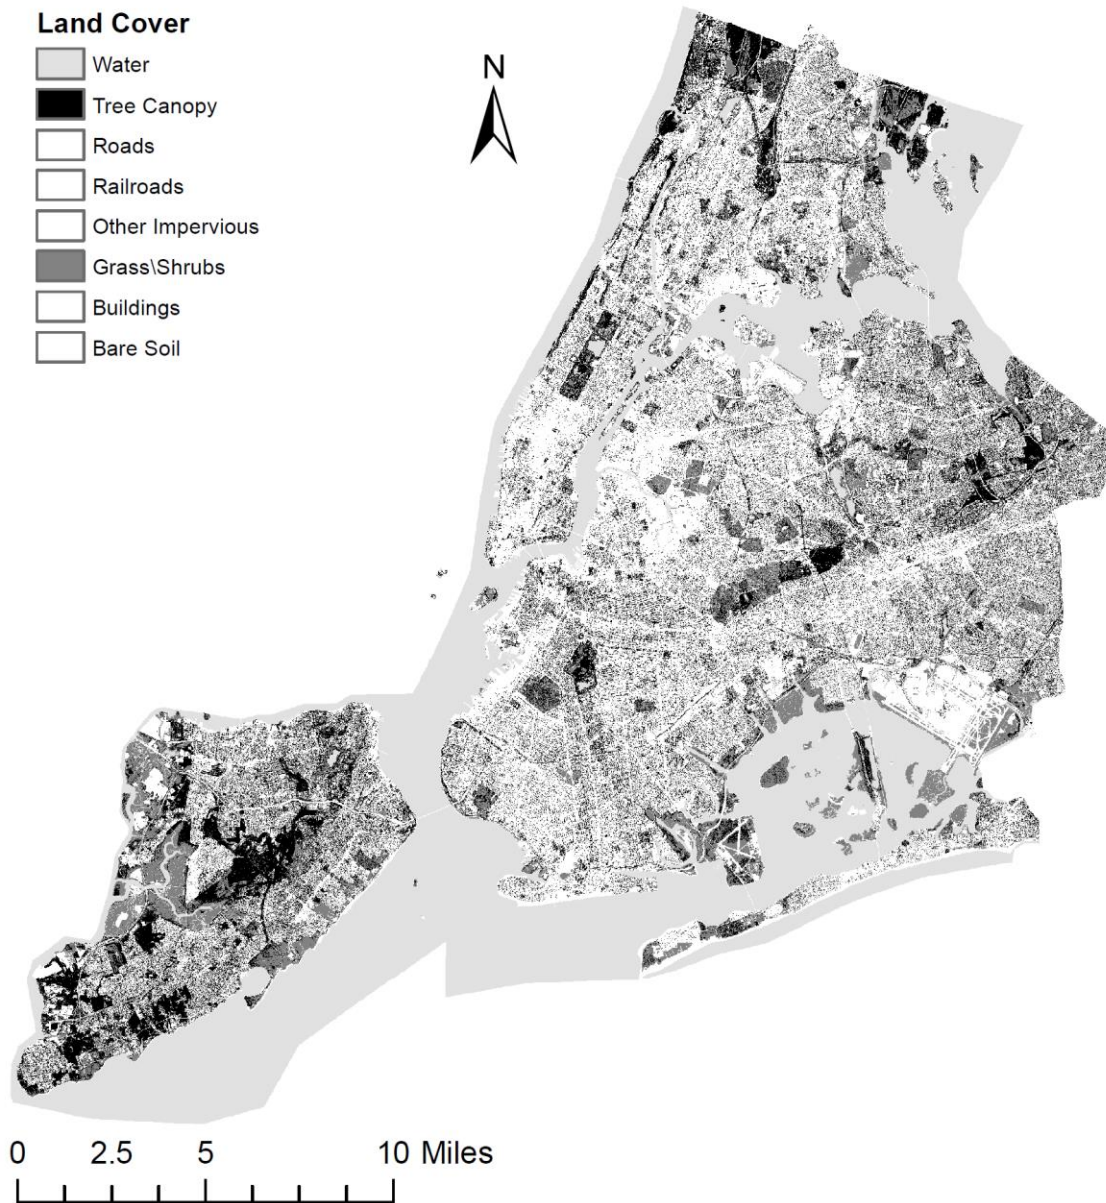 Land Cover
Water
Tree Canopy
Roads
Railroads
Other Impervious
Grass\Shrubs
Buildings
Bare Soil
N
0 2.5 5 10 Miles